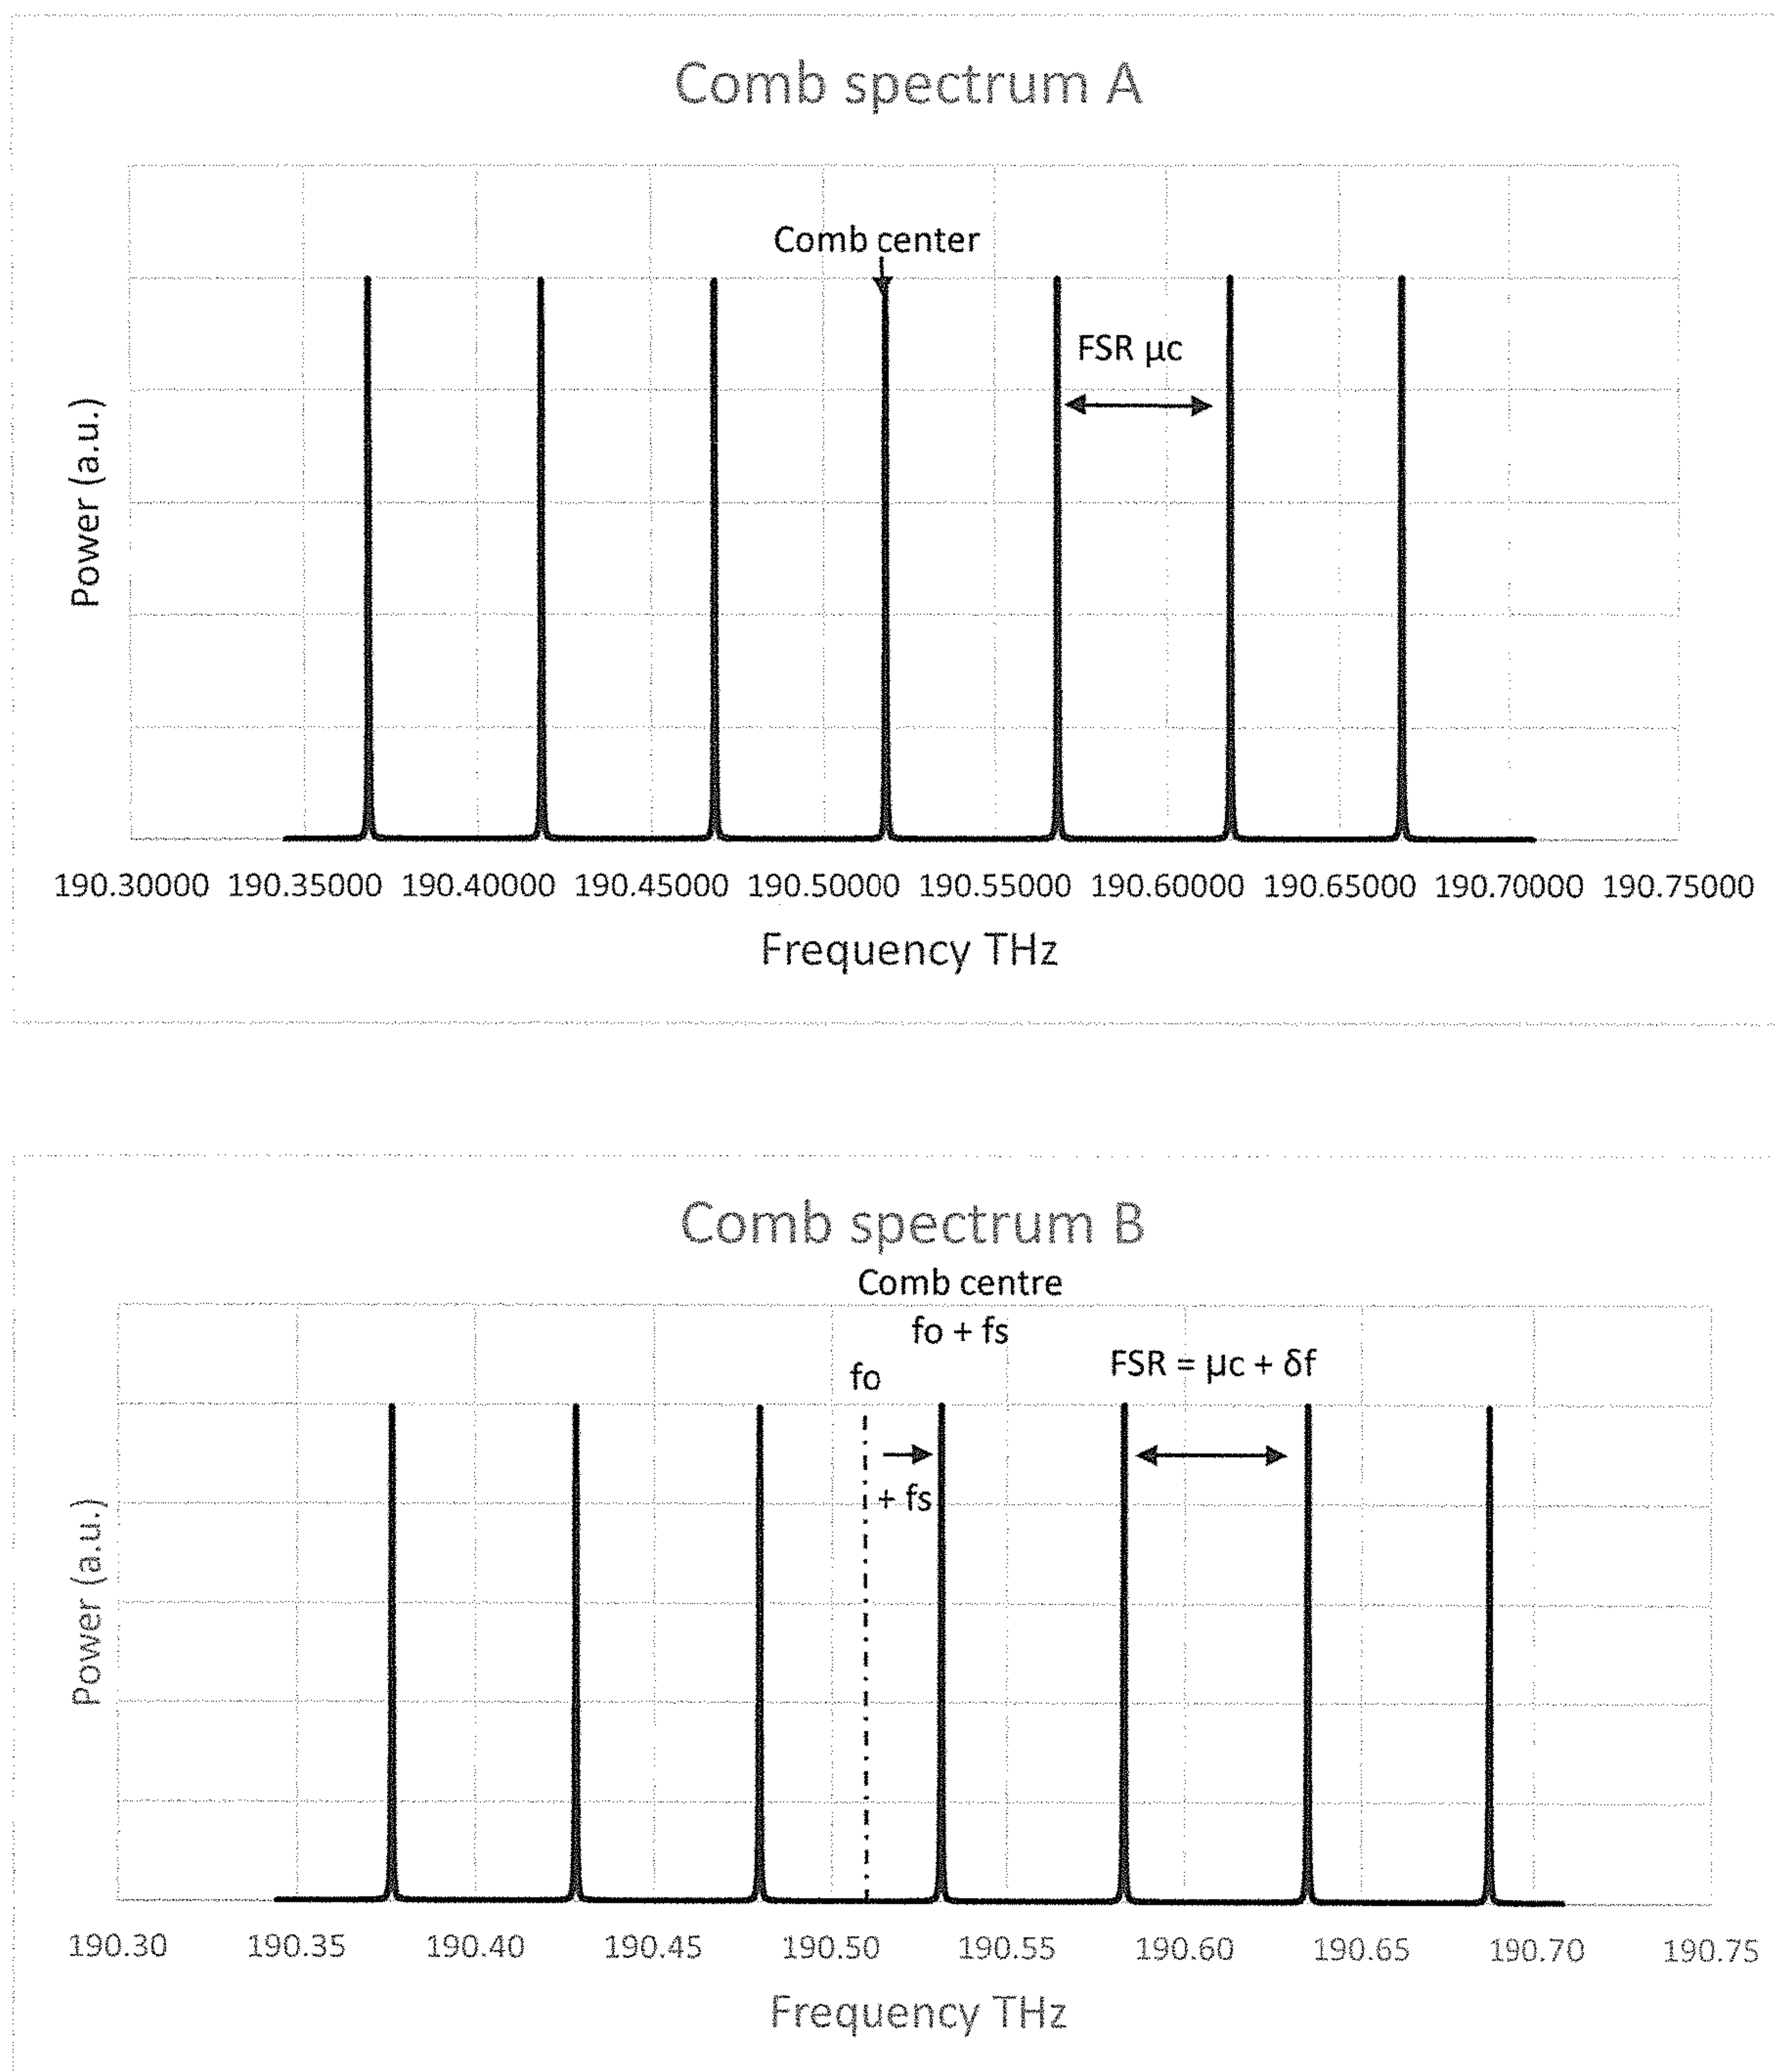 Comb spectrum A
Comb center
FSR µc
Power (a.u.)
190.30000 190.35000 190.40000 190.45000 190.50000 190.55000 190.60000 190.65000 190.70000 190.75000
Frequency THz
Comb spectrum B
Comb centre
fo + fs
FSR = µc + δf
fo
+ fs
Power (a.u.)
190.30 190.35 190.40 190.45 190.50 190.55 190.60 190.65 190.70 190.75
Frequency THz